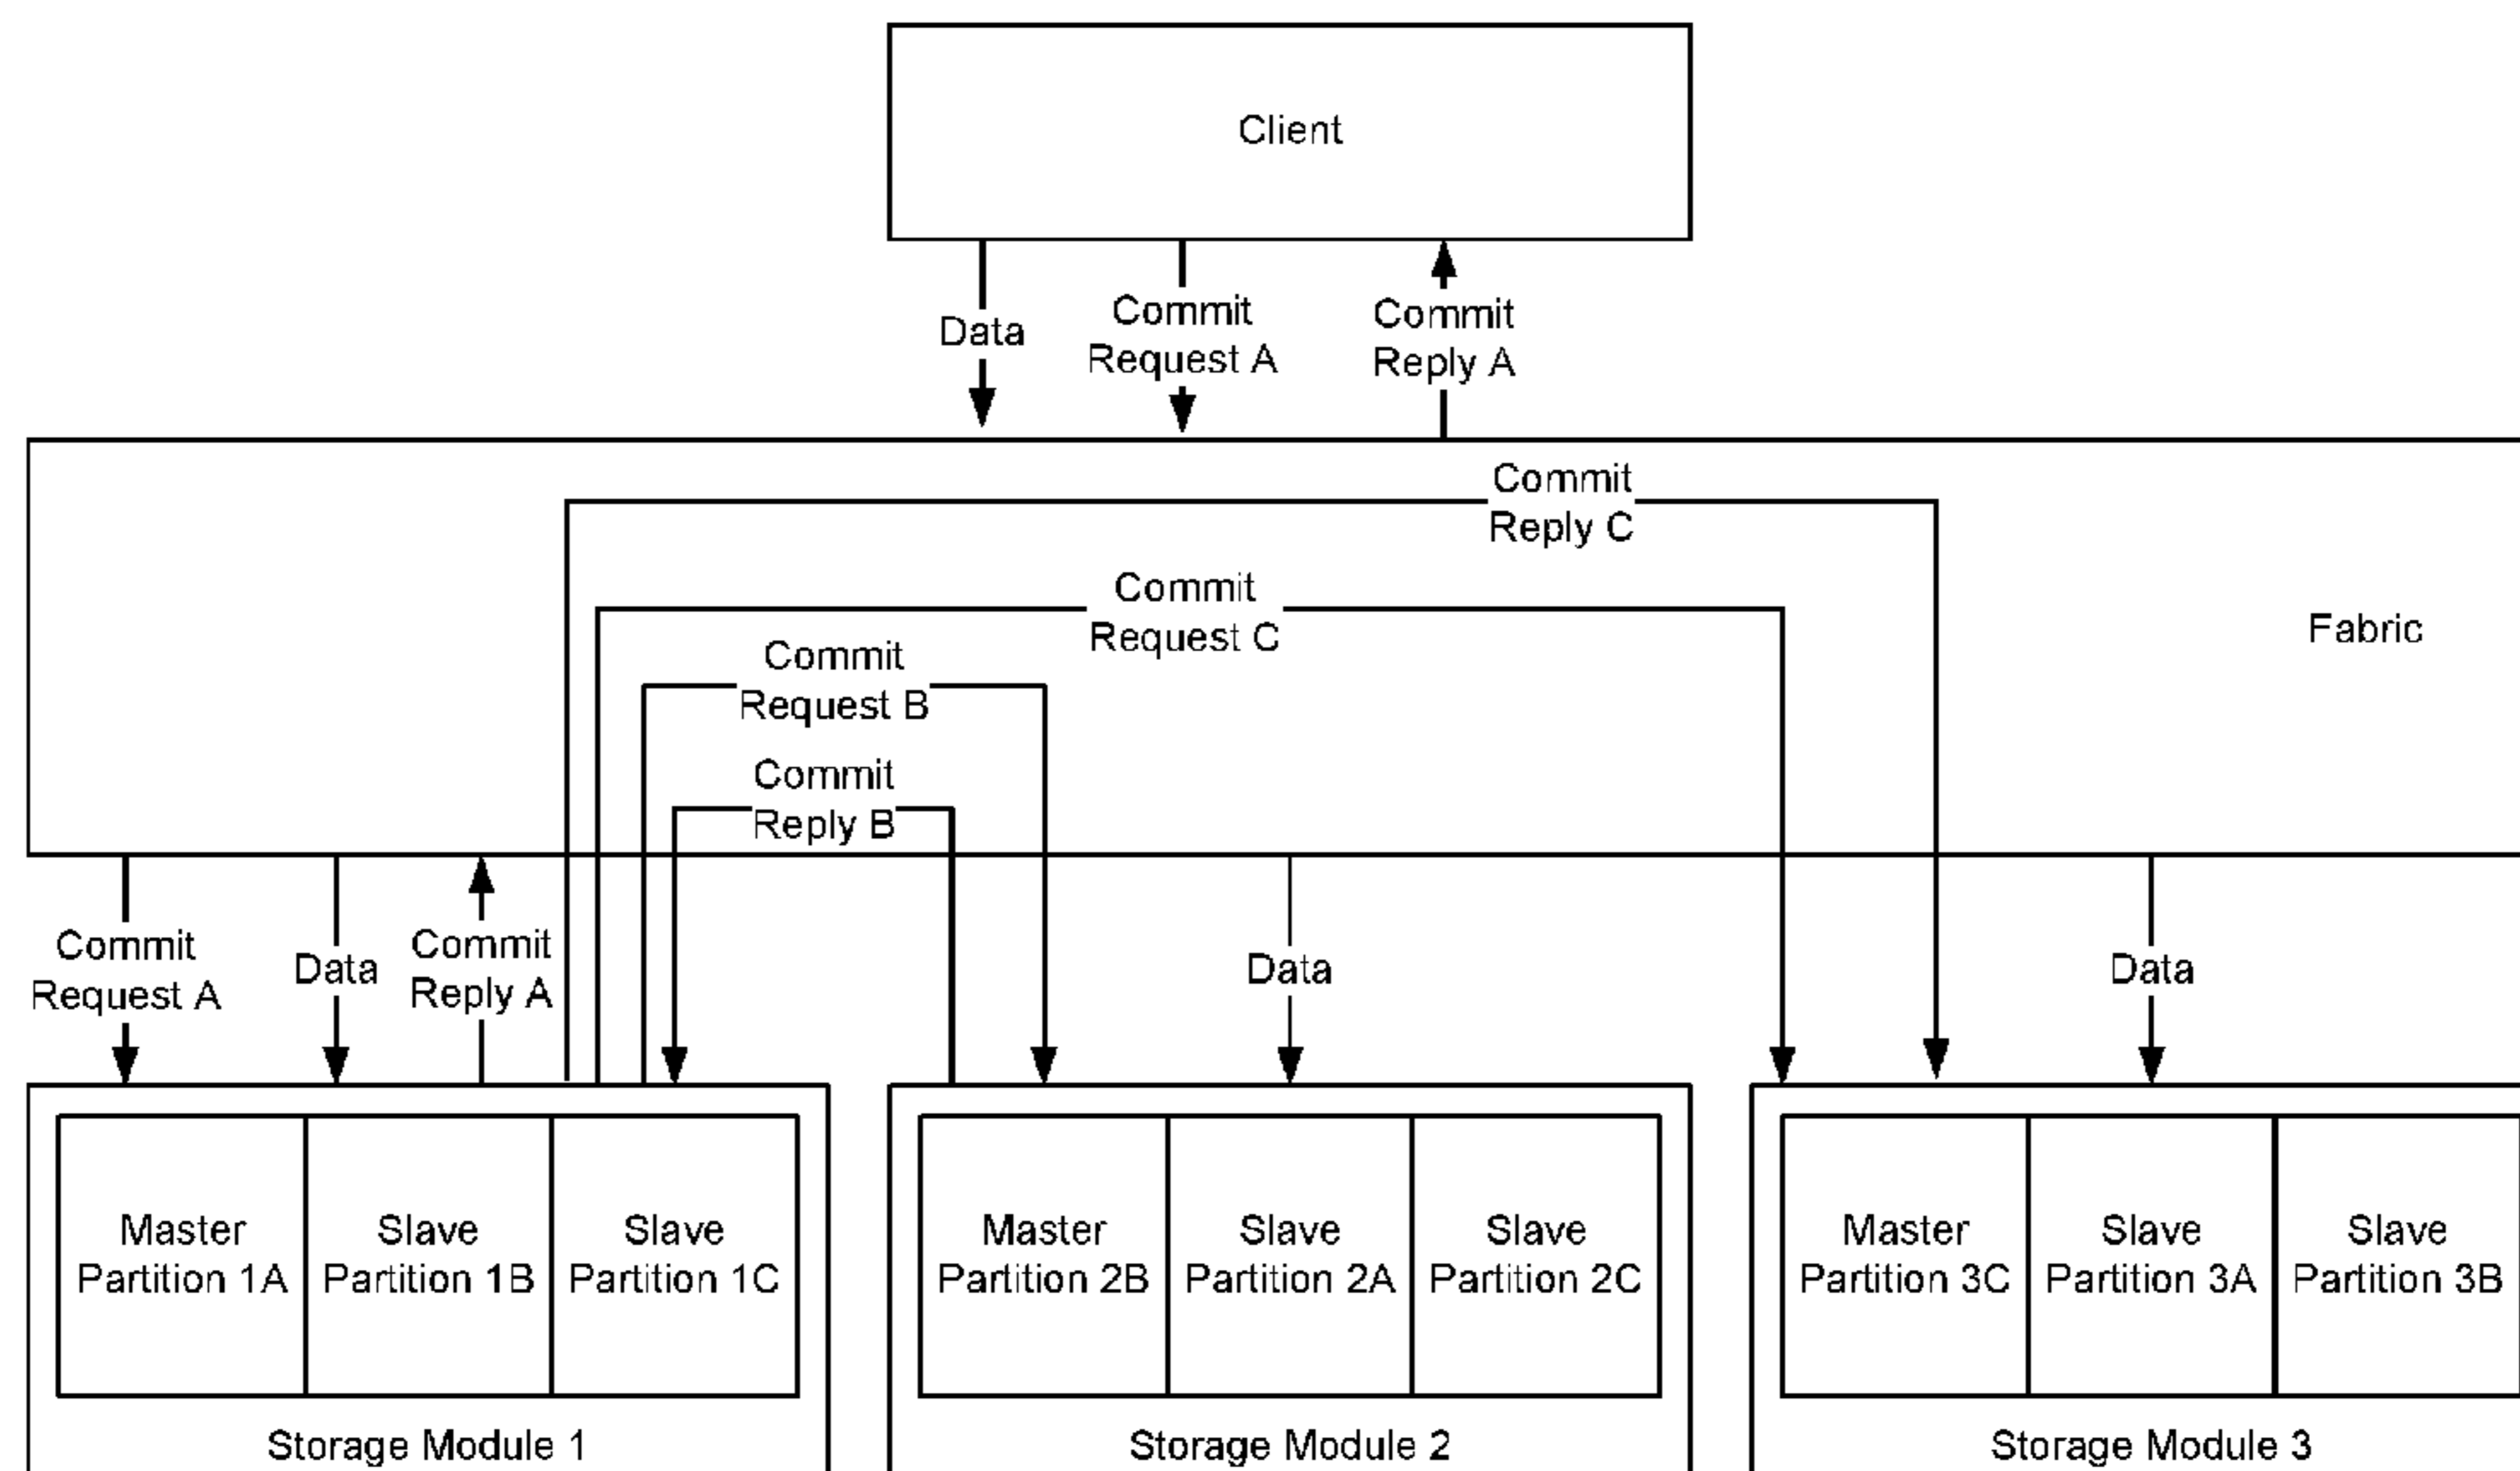 Client
Data
Commit
Request A
Commit
Reply A
Commit
Reply C
Commit
Request C
Fabric
Commit
Request B
Commit
Reply B
Commit
Request A
Data
Commit
Reply A
Data
Data
Master
Partition 1A
Slave
Partition 1B
Slave
Partition 1C
Master
Partition 2B
Slave
Partition 2A
Slave
Partition 2C
Master
Partition 3C
Slave
Partition 3A
Slave
Partition 3B
Storage Module 1
Storage Module 2
Storage Module 3